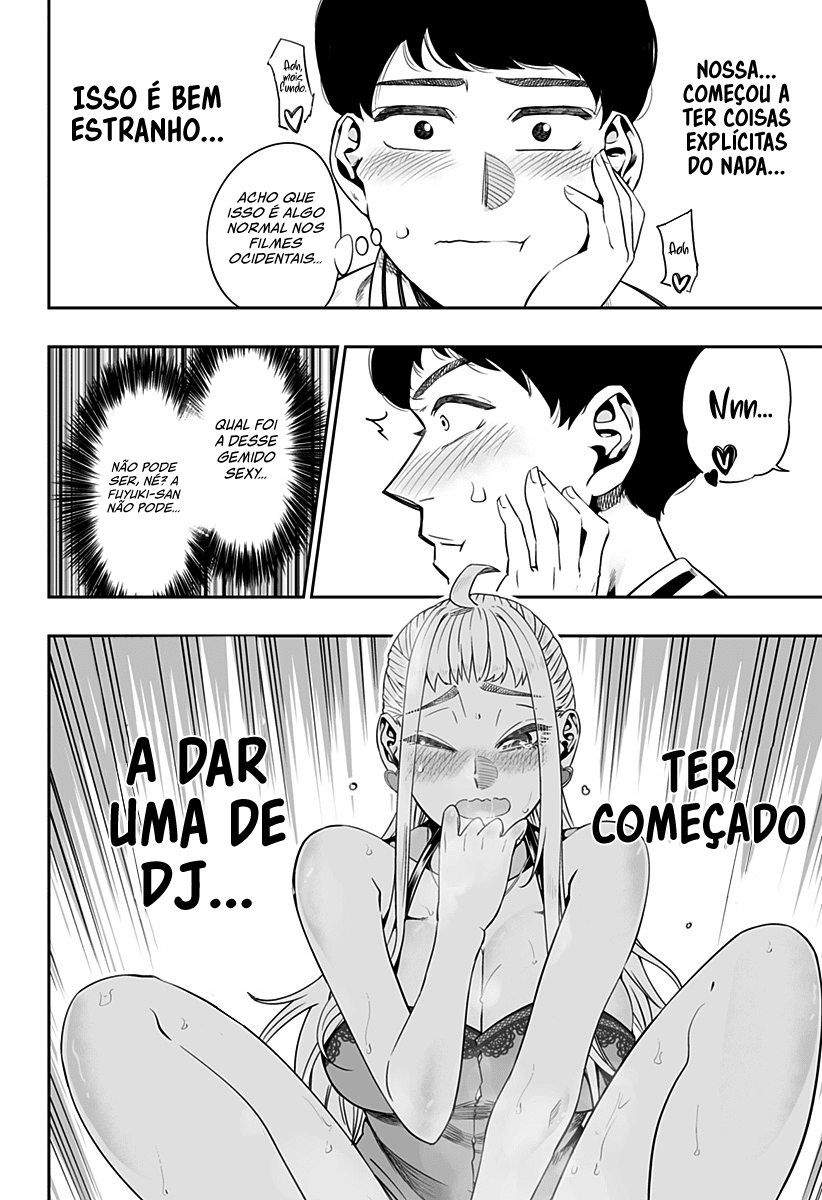 NOSSA...
COMEÇOU A
TER COISAS
EXPLÍCITAS
DO NADA...
Aah
Aah,
mais
fundo.
ISSO É BEM
ESTRANHO...
ACHO QUE
ISSO É ALGO
NORMAL NOS
FILMES
OCIDENTAIS...
Nnn...
QUAL FOI
A DESSE
GEMIDO
SEXY...
NÃO PODE
SER, NÉ? A
FUYUKI-SAN
NÃO PODE...
TER
COMEÇADO
A DAR
UMA DE
DJ...